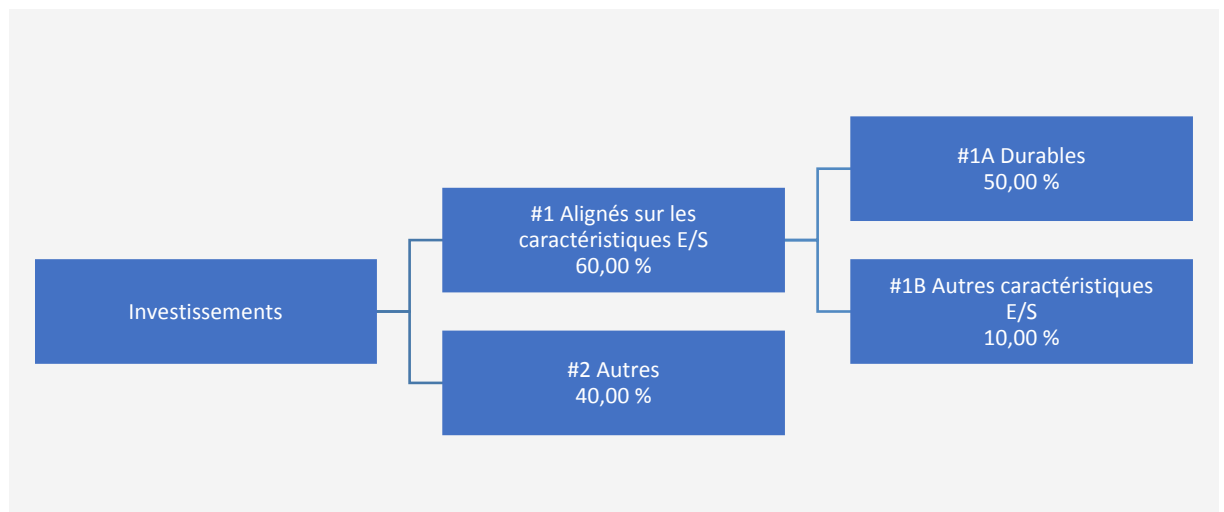 Investissements
#1 Alignés sur les
caractéristiques E/S
60,00 %
#2 Autres
40,00 %
#1A Durables
50,00 %
#1B Autres caractéristiques
E/S
10,00 %